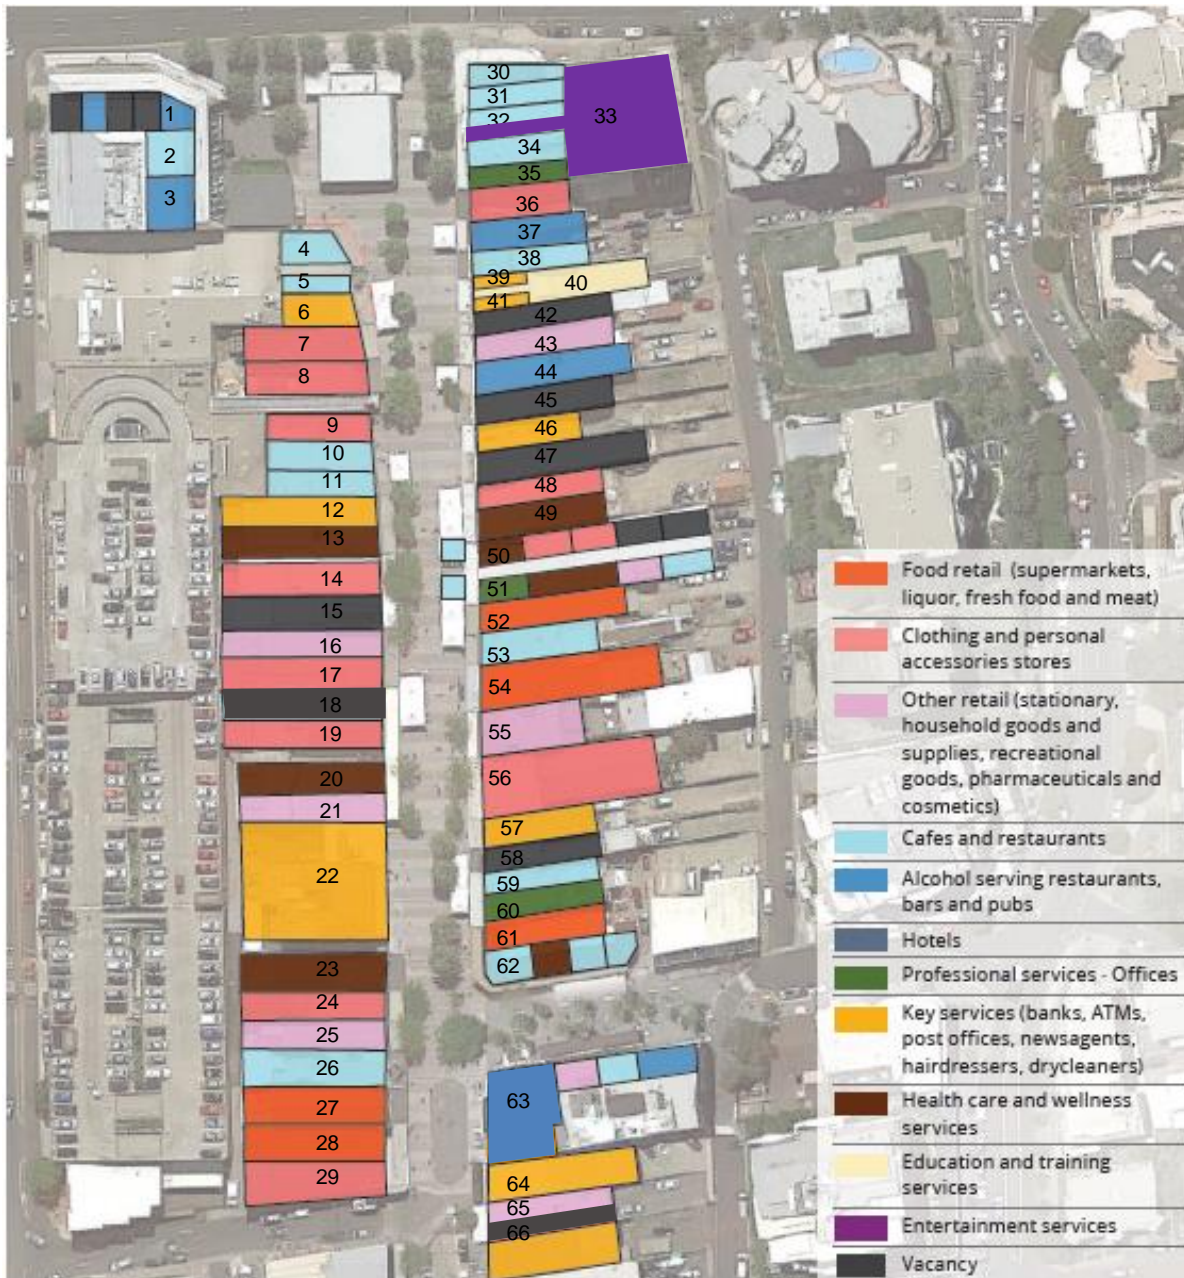 1
2
3
4
5
6
7
8
9
10
11
12
13
14
15
16
17
18
19
20
21
22
23
24
25
26
27
28
29
30
31
32
33
34
35
36
37
38
39
40
41
42
43
44
45
46
47
48
49
50
51
52
53
54
55
56
57
58
59
60
61
62
63
64
65
66
Food retail (supermarkets,
liquor, fresh food and meat)
Clothing and personal
accessories stores
Other retail (stationary,
household goods and
supplies, recreational
goods, pharmaceuticals and
cosmetics)
Cafes and restaurants
Alcohol serving restaurants,
bars and pubs
Hotels
Professional services - Offices
Key services (banks, ATMs,
post offices, newsagents,
hairdressers, drycleaners)
Health care and wellness
services
Education and training
services
Entertainment services
Vacancy